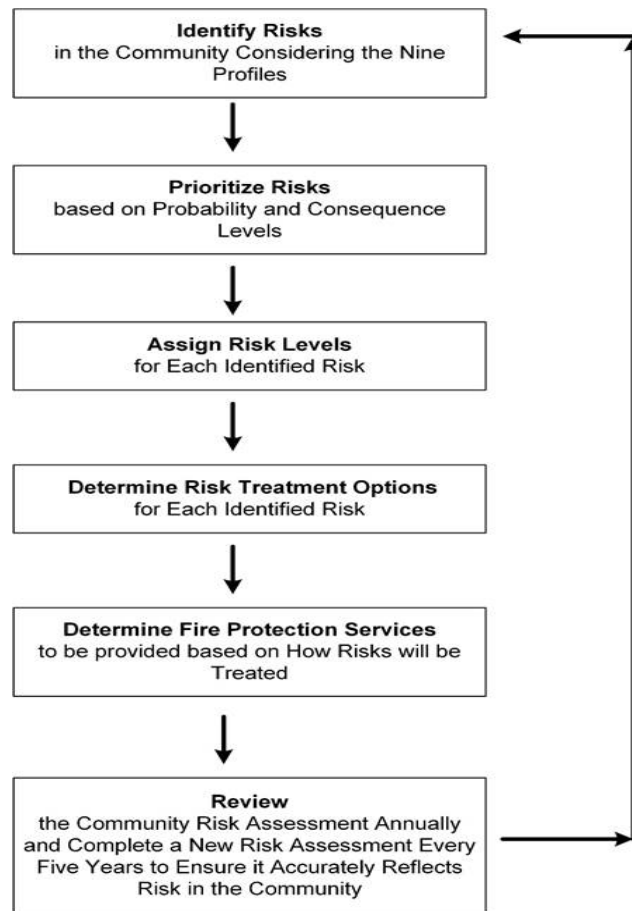 Identify Risks
in the Community Considering the Nine
Profiles
Prioritize Risks
based on Probability and Consequence
Levels
Assign Risk Levels
for Each Identified Risk
Determine Risk Treatment Options
for Each Identified Risk
Determine Fire Protection Services
to be provided based on How Risks will be
Treated
Review
the Community Risk Assessment Annually
and Complete a New Risk Assessment Every
Five Years to Ensure it Accurately Reflects
Risk in the Community